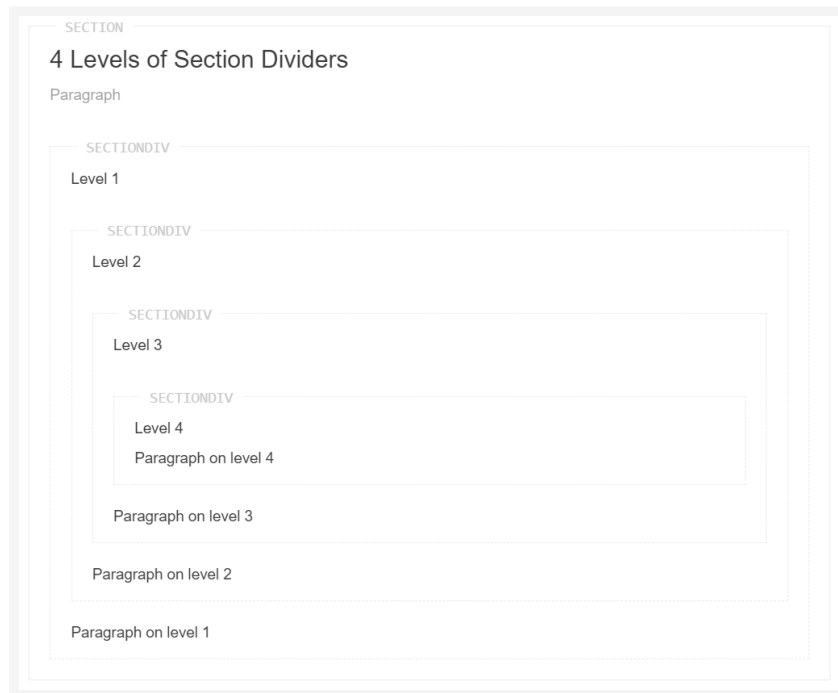 SECTION
4 Levels of Section Dividers
Paragraph
SECTIONDIV
Level 1
SECTIONDIV
Level 2
SECTIONDIV
Level 3
SECTIONDIV
Level 4
Paragraph on level 4
Paragraph on level 3
Paragraph on level 2
Paragraph on level 1